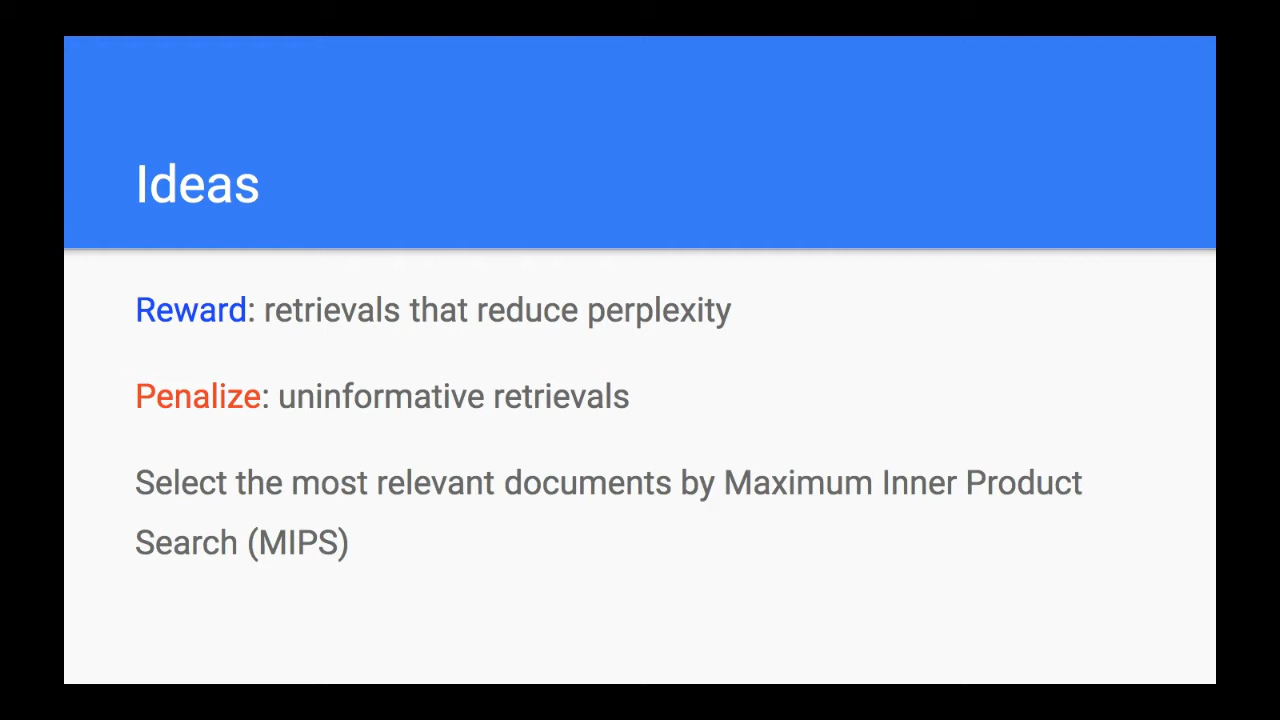 Ideas
Reward: retrievals that reduce perplexity
Penalize: uninformative retrievals
Select the most relevant documents by Maximum Inner Product
Search (MIPS)